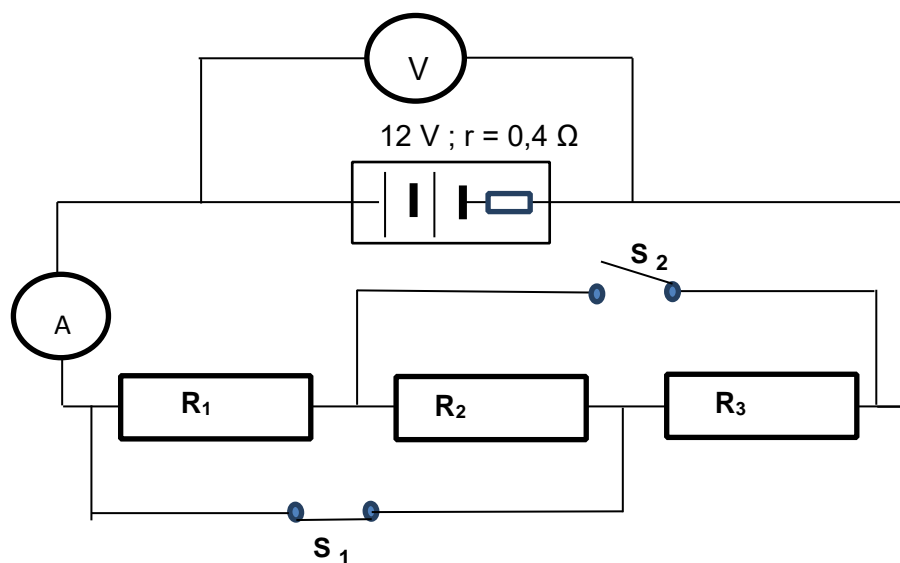 V
12 V ; r = 0,4 Ω
S 2
A
R1
R2
R3
S 1